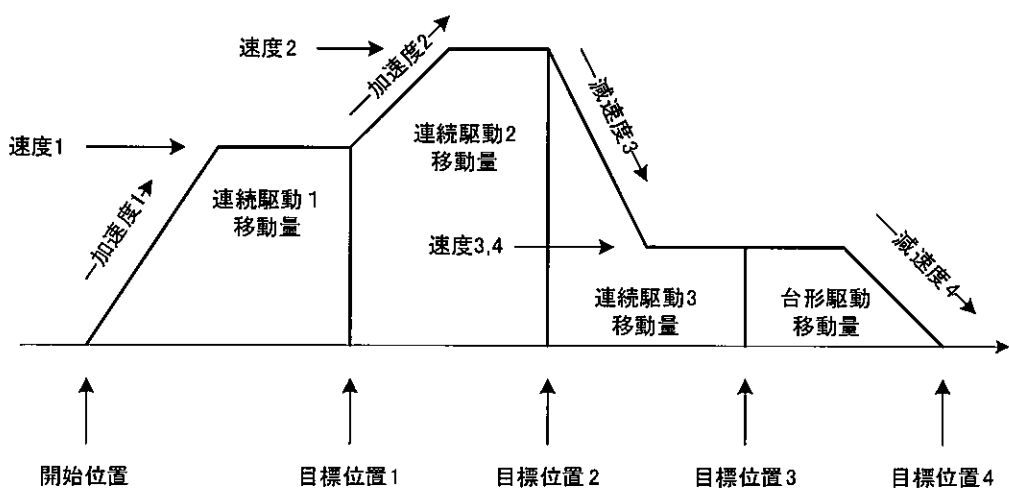 速度2
加速度2
減速度3
速度1
加速度1
連続駆動1
移動量
連続駆動2
移動量
速度3,4
減速度4
連続駆動3
移動量
台形駆動
移動量
開始位置
目標位置1
目標位置2
目標位置3
目標位置4